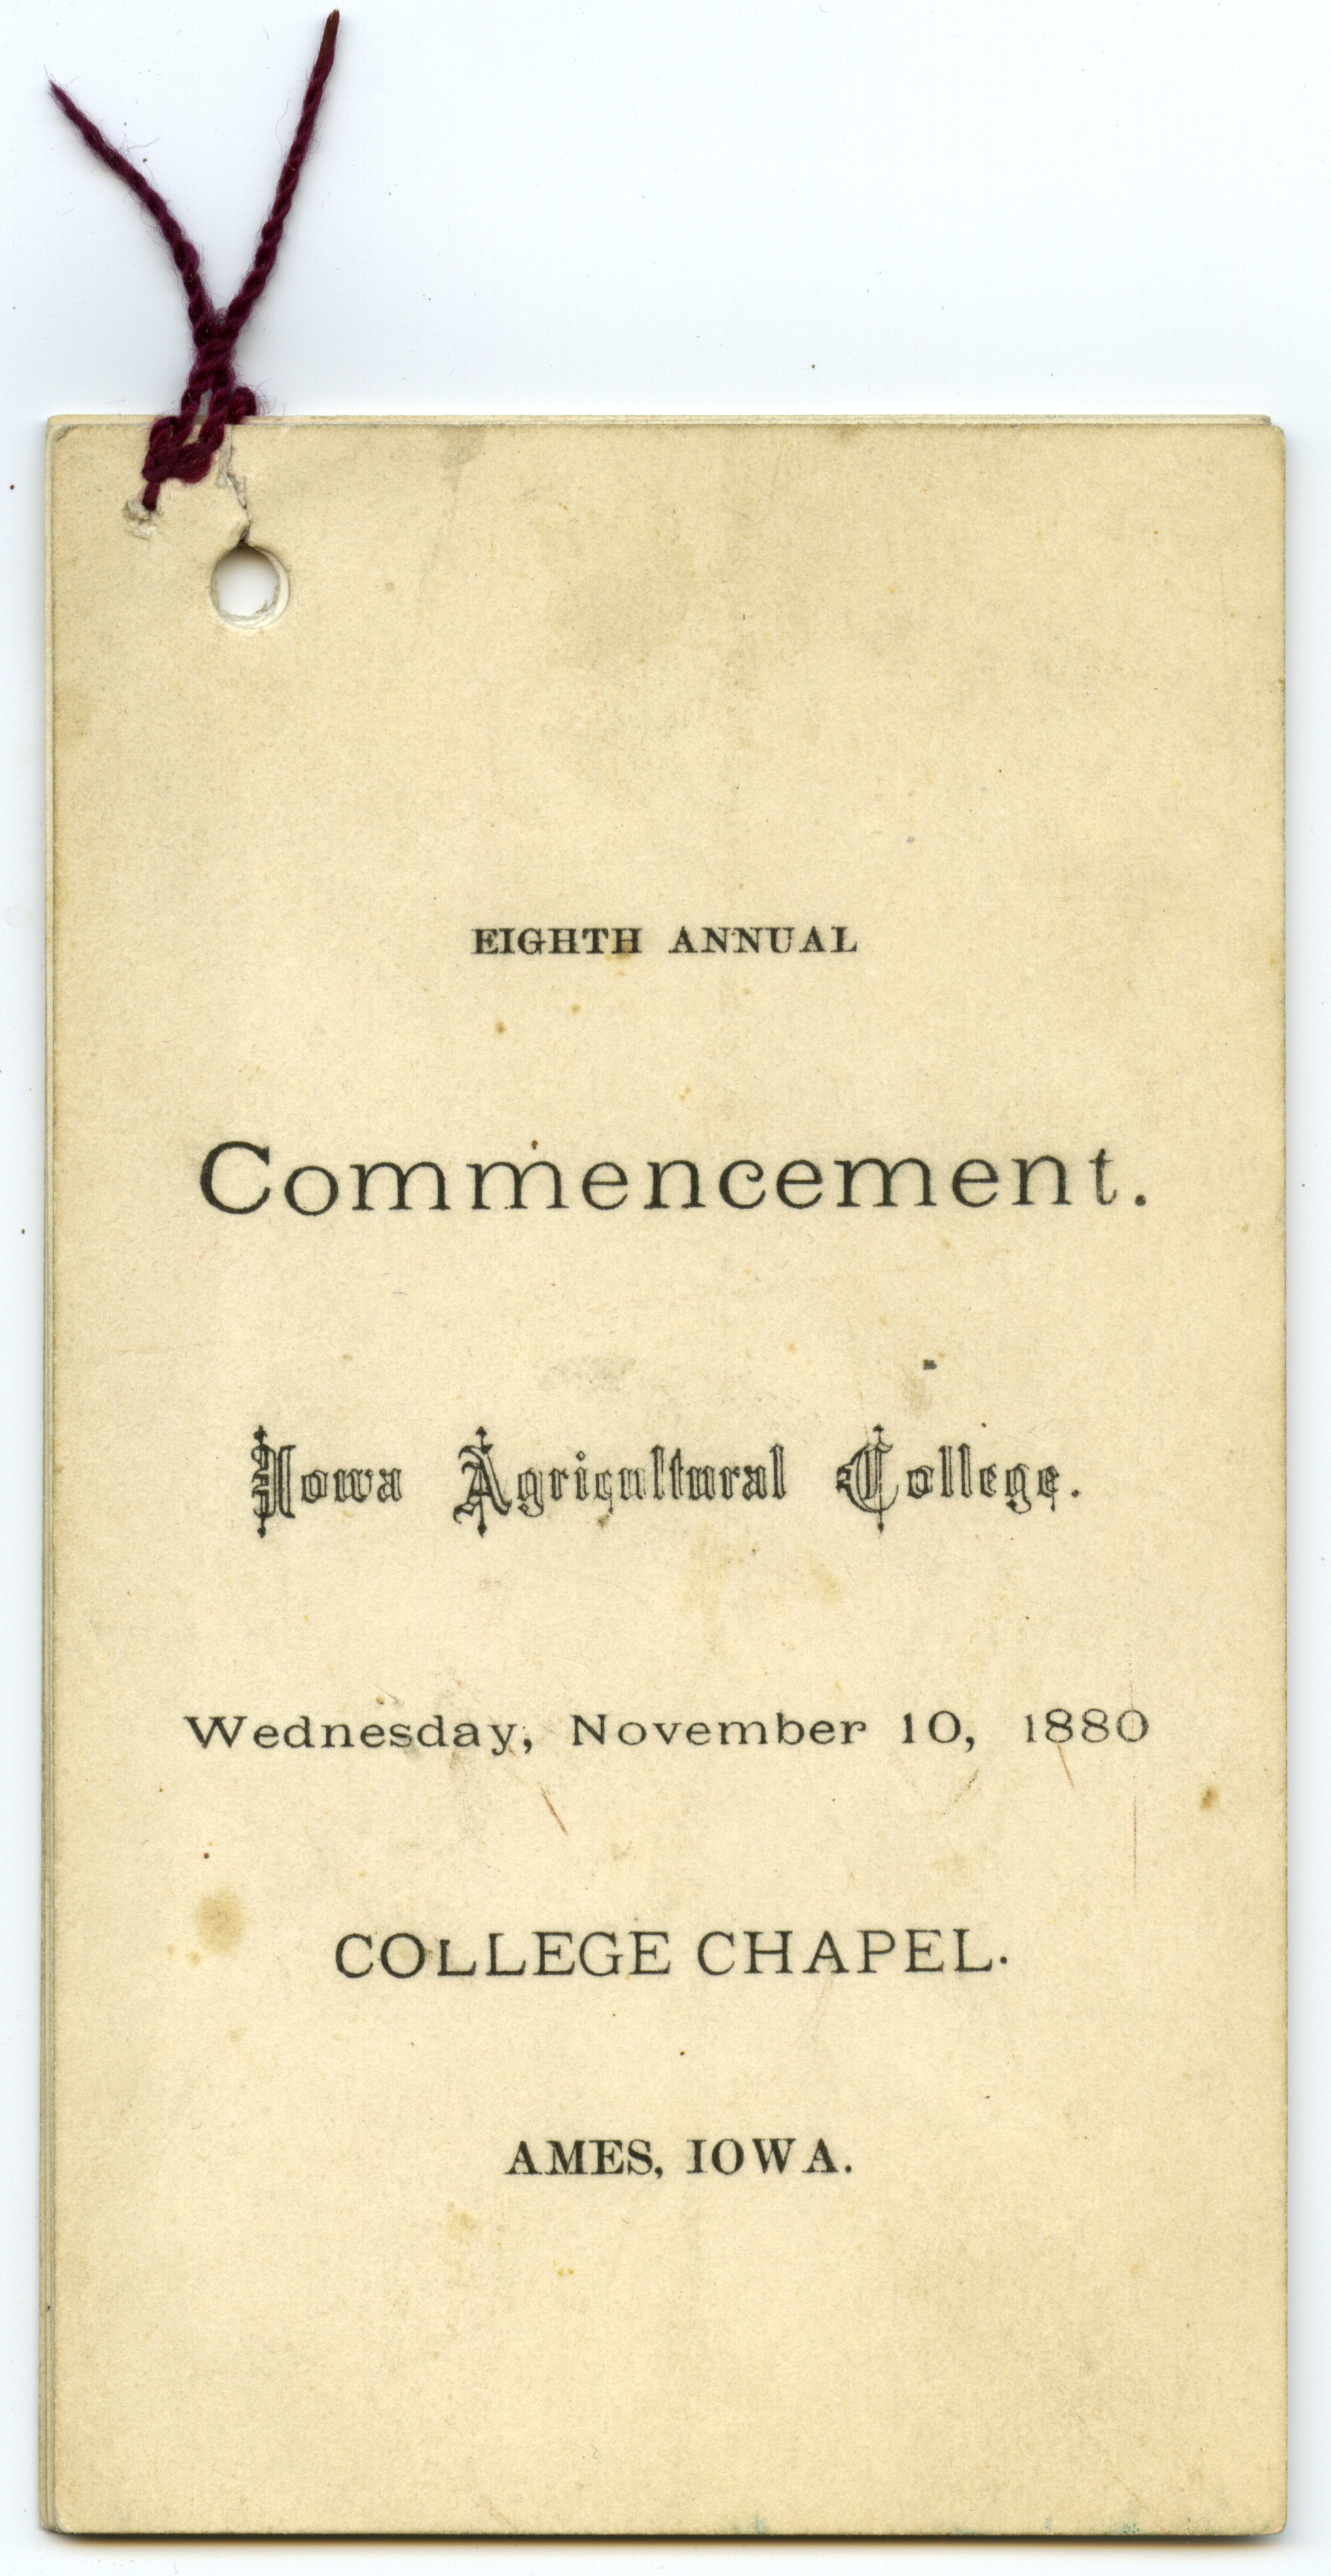 EIGHTH ANNUAL
Commencement.
Iowa Agricultural College.
Wednesday, November 10, 1880
COLLEGE CHAPEL.
AMES, IOWA.